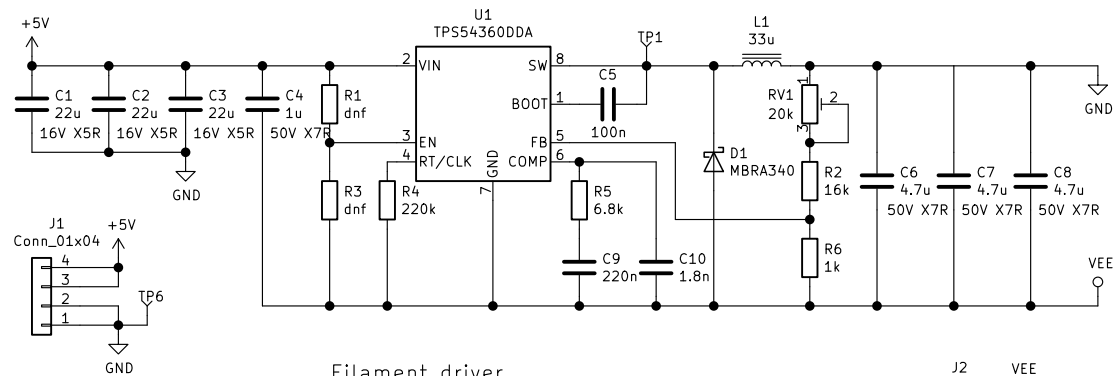 +5V
U1
TPS54360DDA
TP1
L1
33u
2
VIN
SW
8
C1
22u
16V X5R
C2
22u
16V X5R
C3
22u
16V X5R
C4
1u
50V X7R
R1
dnf
BOOT
1
C5
100n
1
RV1
20k
2
3
GND
3
EN
FB
5
4
RT/CLK
COMP
6
GND
7
GND
D1
MBRA340
R2
16k
C6
4.7u
50V X7R
C7
4.7u
50V X7R
C8
4.7u
50V X7R
R3
dnf
R4
220k
R5
6.8k
J1
Conn_01x04
+5V
R6
1k
C9
220n
C10
1.8n
VEE
4
3
2
1
TP6
GND
Filament driver
J2
VEE